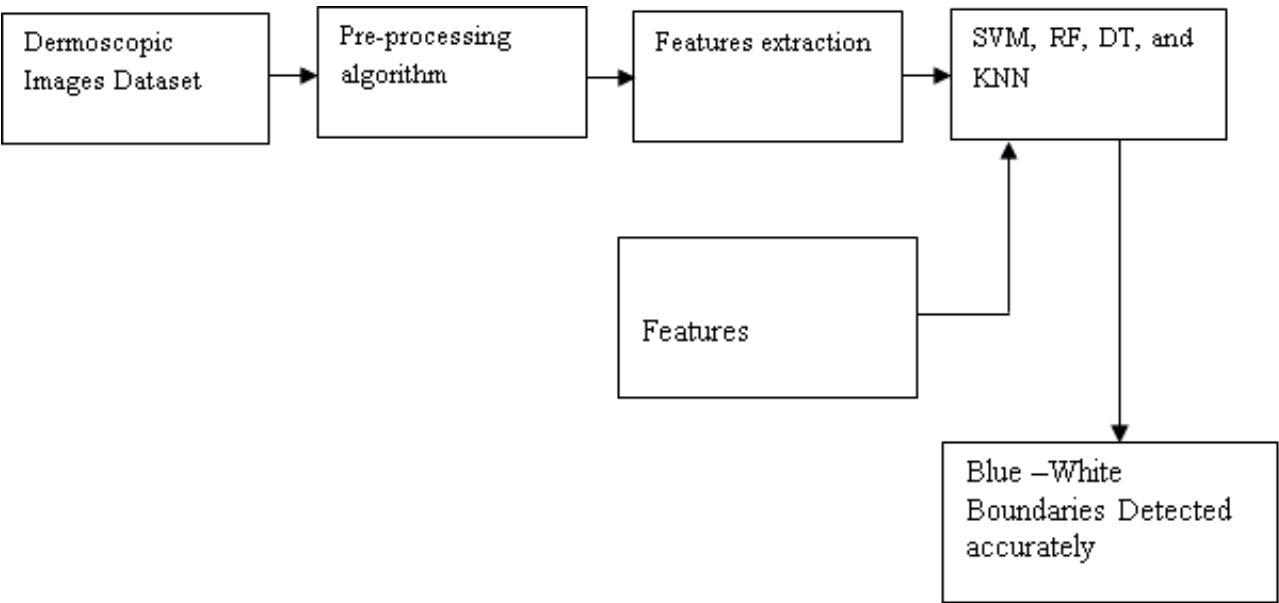 Dermoscopic
Images Dataset
Pre-processing
algorithm
Features extraction
SVM, RF, DT, and
KNN
Features
Blue –White
Boundaries Detected
accurately